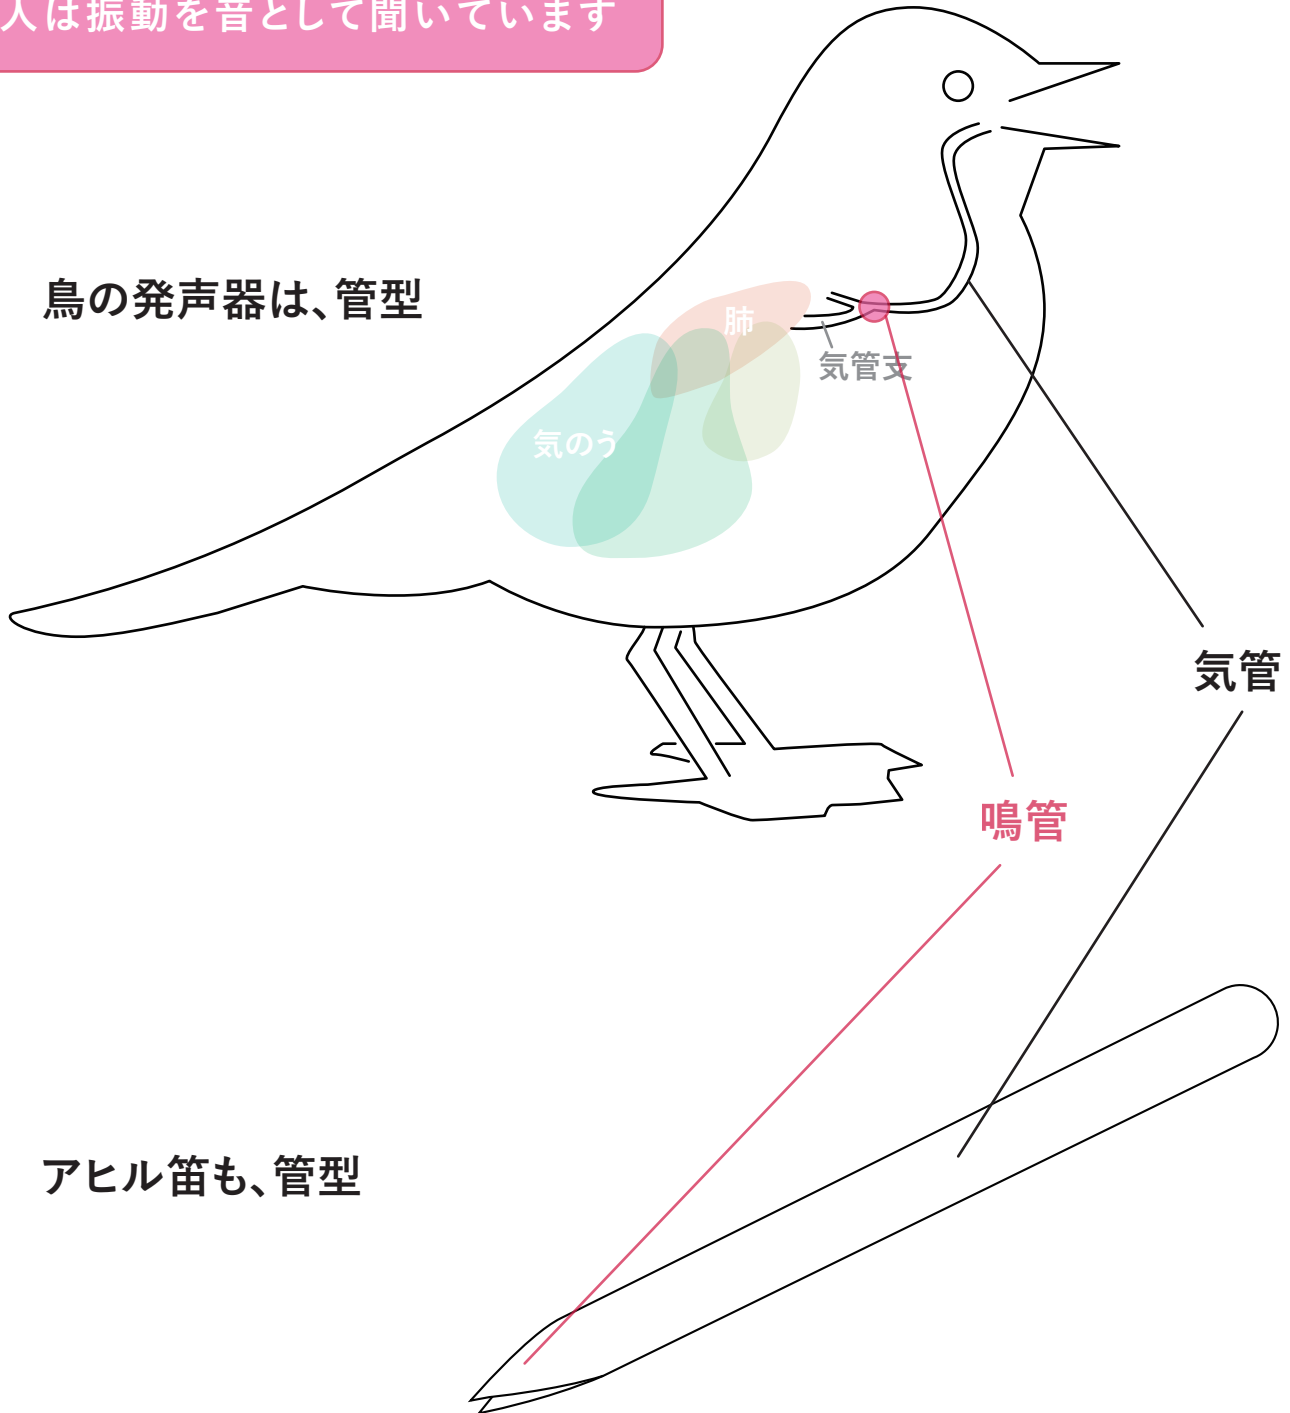 人は振動を音として聞いています
鳥の発声器は、管型
肺
気管支
気のう
気管
鳴管
アヒル笛も、管型